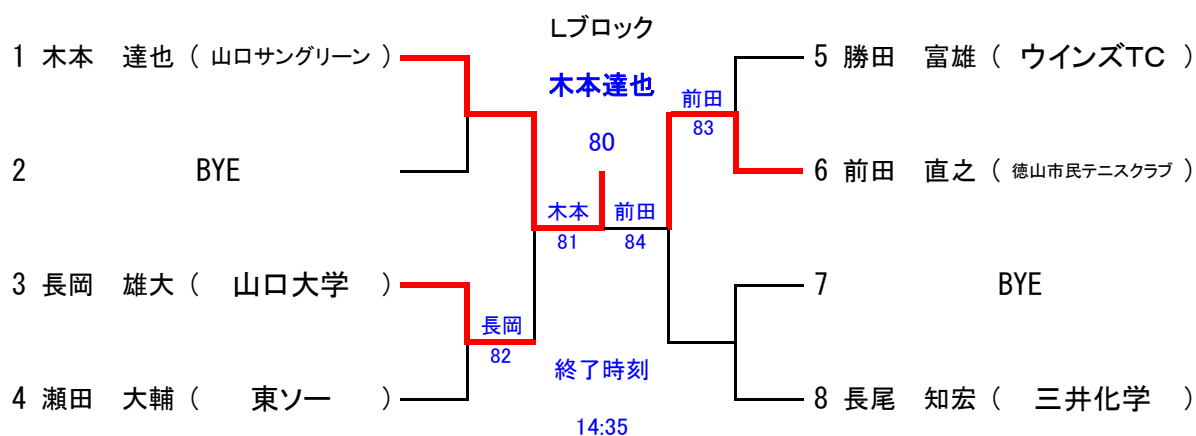 Lブロック
1 木本 達也 ( 山口サングリーン )
木本達也
前田
83
5 勝田 富雄 ( ウインズTC )
80
2 BYE
6 前田 直之 ( 徳山市民テニスクラブ )
木本 前田
81 84
3 長岡 雄大 ( 山口大学 )
7 BYE
長岡
82
終了時刻
4 瀬田 大輔 ( 東ソー )
8 長尾 知宏 ( 三井化学 )
14:35